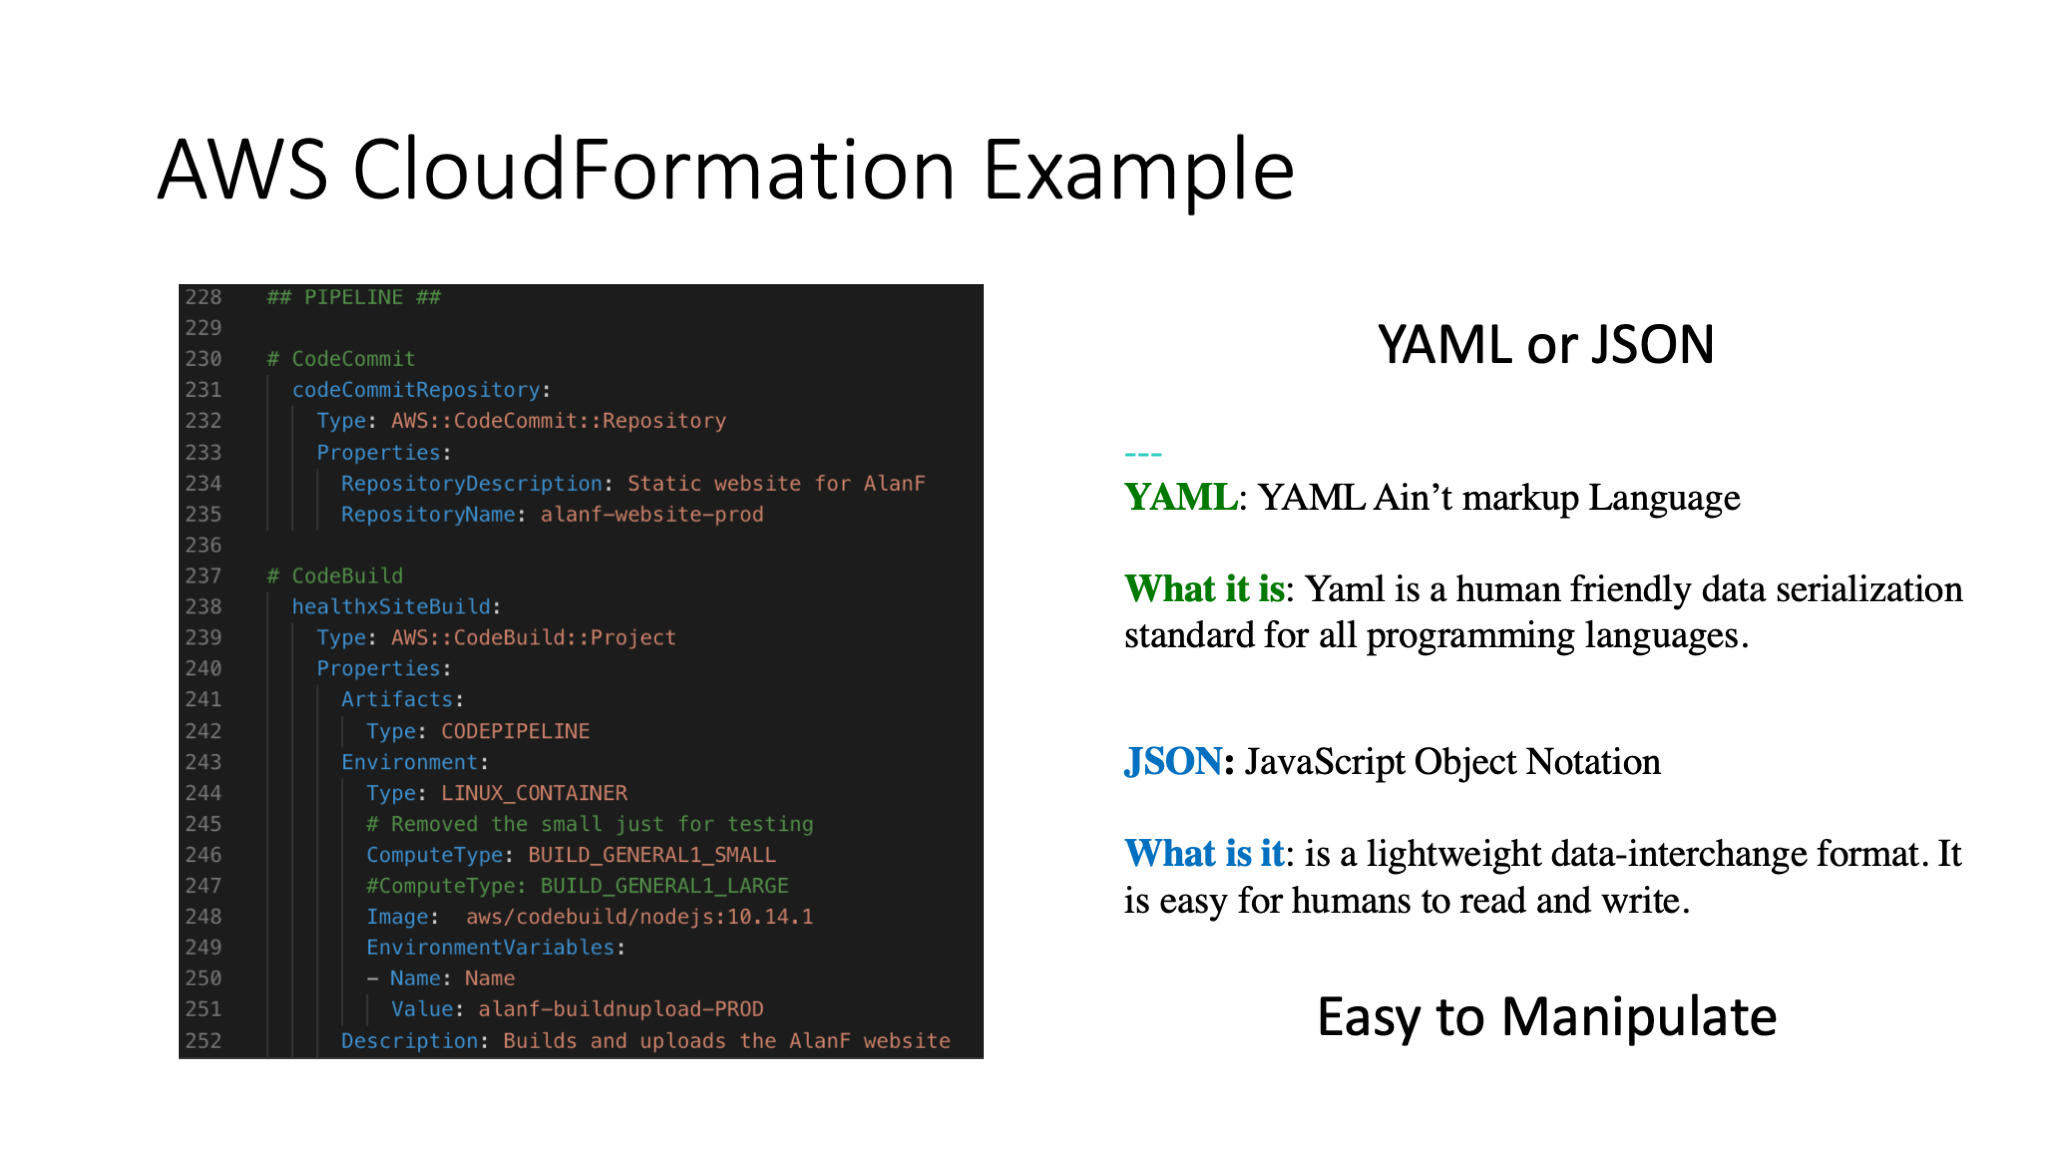 AWS CloudFormation Example
228 ## PIPELINE ##
229
230 # CodeCommit
231 codeCommitRepository:
232 Type: AWS::CodeCommit::Repository
233 Properties:
234 RepositoryDescription: Static website for AlanF
235 RepositoryName: alanf-website-prod
236
237 # CodeBuild
238 healthxSiteBuild:
239 Type: AWS::CodeBuild::Project
240 Properties:
241 Artifacts:
242 Type: CODEPIPELINE
243 Environment:
244 Type: LINUX_CONTAINER
245 # Removed the small just for testing
246 ComputeType: BUILD_GENERAL1_SMALL
247 #ComputeType: BUILD_GENERAL1_LARGE
248 Image:  aws/codebuild/nodejs:10.14.1
249 EnvironmentVariables:
250 - Name: Name
251 Value: alanf-buildnupload-PROD
252 Description: Builds and uploads the AlanF website
YAML or JSON
---
YAML: YAML Ain’t markup Language
What it is: Yaml is a human friendly data serialization
standard for all programming languages.
JSON: JavaScript Object Notation
What is it: is a lightweight data-interchange format. It
is easy for humans to read and write.
Easy to Manipulate